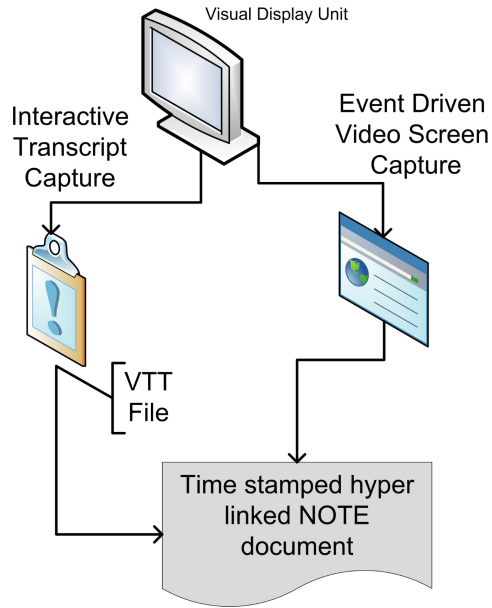 Visual Display Unit
Interactive
Transcript
Capture
Event Driven
Video Screen
Capture
VTT
File
Time stamped hyper
linked NOTE
document